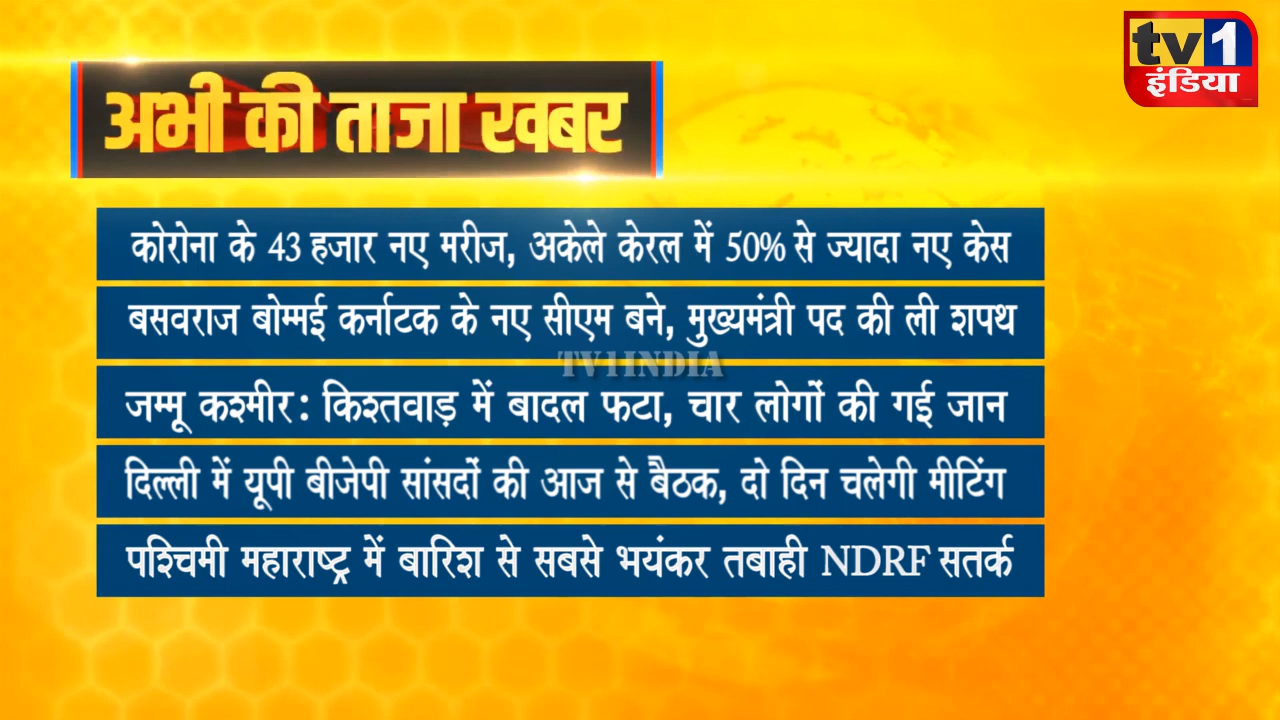 tv1
इंडिया
अभी की ताजा खबर
कोरोना के 43 हजार नए मरीज, अकेले केरल में 50% से ज्यादा नए केस
बसवराज बोम्मई कर्नाटक के नए सीएम बने, मुख्यमंत्री पद की ली शपथ
TV1INDIA
जम्मू कश्मीर: किश्तवाड़ में बादल फटा, चार लोगों की गई जान
दिल्ली में यूपी बीजेपी सांसदों की आज से बैठक, दो दिन चलेगी मीटिंग
पश्चिमी महाराष्ट्र में बारिश से सबसे भयंकर तबाही NDRF सतर्क